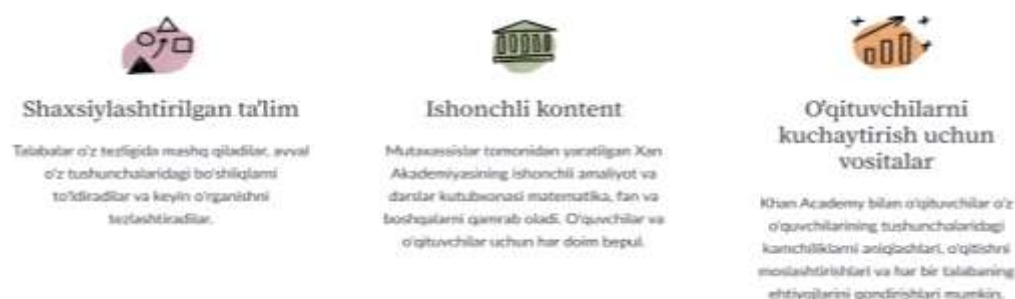 Shaxsiylashtirilgan ta'lim
Talabalar o'z tezligida mashq qiladilar, avval
o'z tushunchalaridagi bo'shliqlarni
to'ldiradilar va keyin o'rganishni
tezlashtiradilar.
Ishonchli kontent
Mutaxassislar tomonidan yaratilgan Xan
Akademiyasining ishonchli amaliyot va
darslar kutubxonasi matematika, fan va
boshqalarni qamrab oladi. O'quvchilar va
o'qituvchilar uchun har doim bepul.
O'qituvchilarni
kuchaytirish uchun
vositalar
Khan Academy bilan o'qituvchilar o'z
o'quvchilarining tushunchalaridagi
kamchiliklarni aniqlashlari, o'qitishni
moslashtirishlari va har bir talabaning
ehtiyojlarini qondirishlari mumkin.